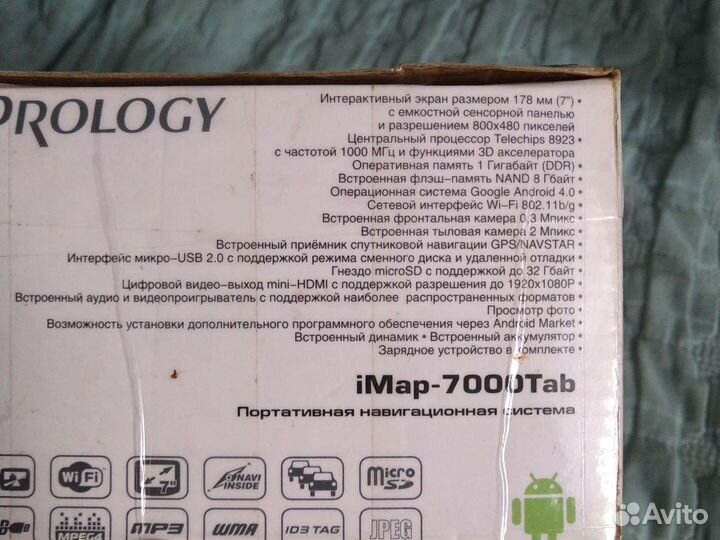 PROLOGY
Интерактивный экран размером 178 мм (7") •
с емкостной сенсорной панелью
и разрешением 800x480 пикселей
Центральный процессор Telechips 8923 •
с частотой 1000 МГц и функциями 3D акселератора
Оперативная память 1 Гигабайт (DDR) •
Встроенная флэш-память NAND 8 Гбайт •
Операционная система Google Android 4.0 •
Сетевой интерфейс Wi-Fi 802.11b/g •
Встроенная фронтальная камера 0,3 Мпикс •
Встроенная тыловая камера 2 Мпикс •
Встроенный приёмник спутниковой навигации GPS/NAVSTAR •
Интерфейс микро-USB 2.0 с поддержкой режима сменного диска и удаленной отладки •
Гнездо microSD с поддержкой до 32 Гбайт •
Цифровой видео-выход mini-HDMI с поддержкой разрешения до 1920x1080P •
Встроенный аудио и видеопроигрыватель с поддержкой наиболее распространенных форматов •
Просмотр фото •
Возможность установки дополнительного программного обеспечения через Android Market •
Встроенный динамик • Встроенный аккумулятор •
Зарядное устройство в комплекте •
iMap-7000Tab
Портативная навигационная система
Wi Fi
NAVI INSIDE
Micro SD
MPEG4
MP3
WMA
ID3 TAG
JPEG
Avito